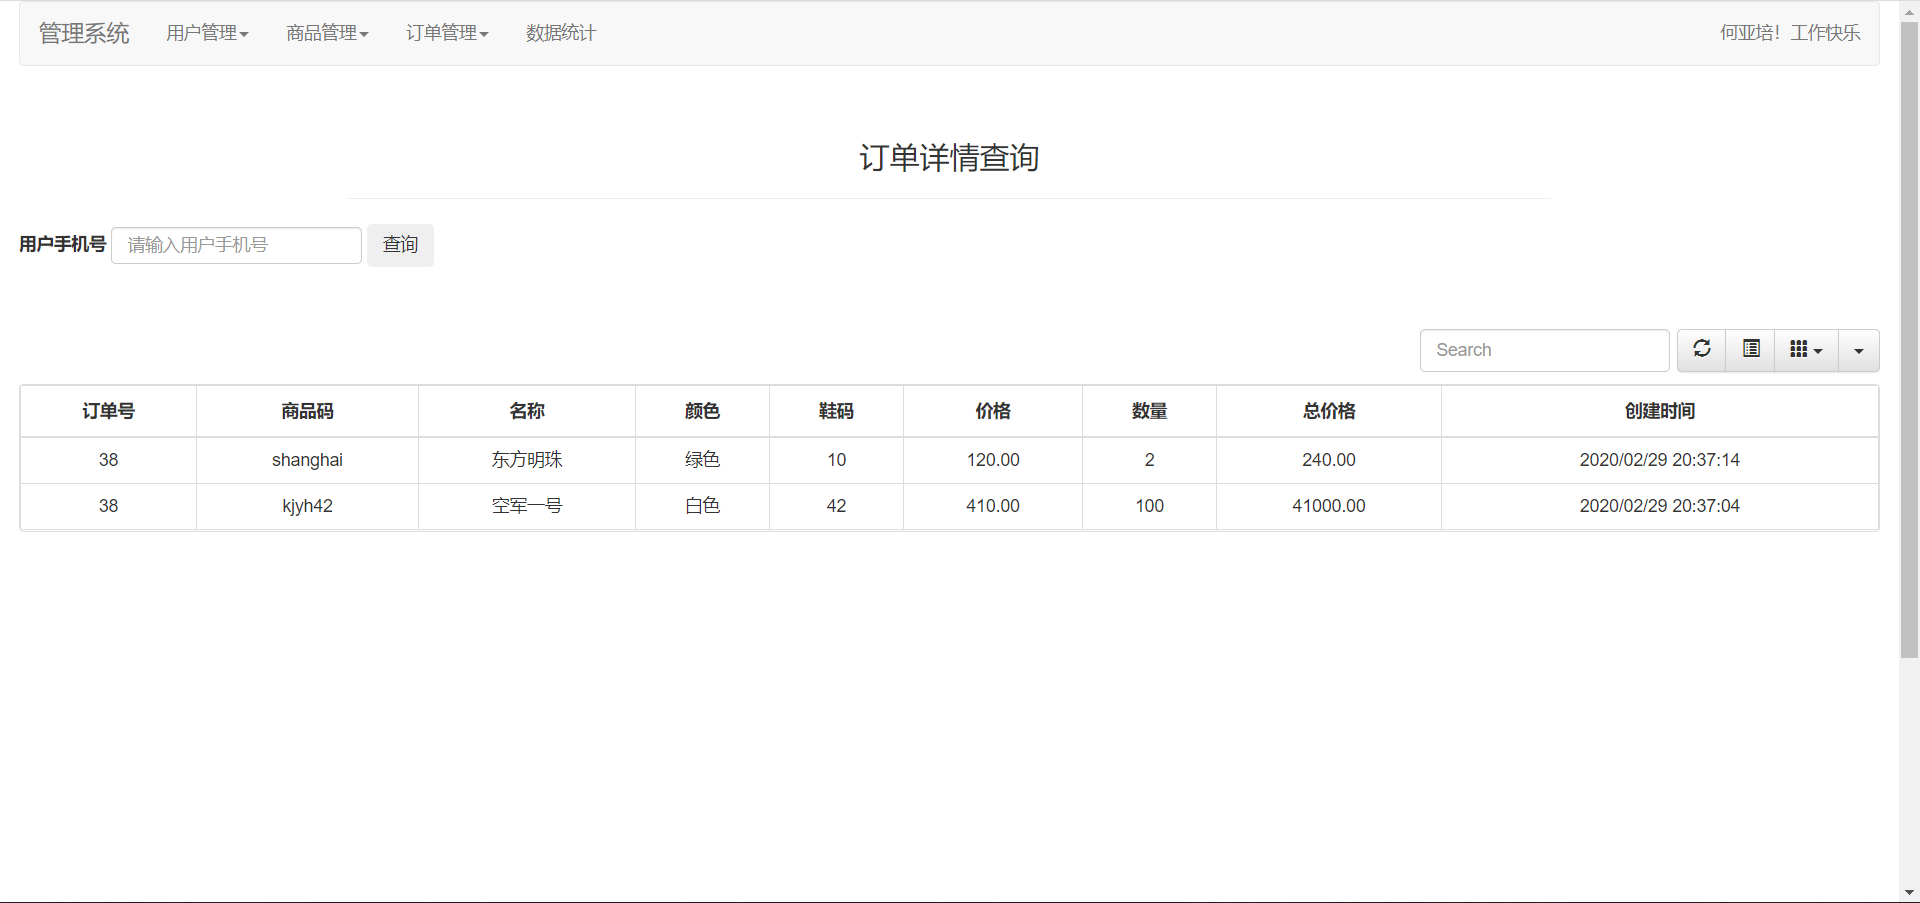 管理系统 用户管理 商品管理 订单管理 数据统计 何亚培！工作快乐
订单详情查询
用户手机号 请输入用户手机号 查询
Search
订单号 商品码 名称 颜色 鞋码 价格 数量 总价格 创建时间
38 shanghai 东方明珠 绿色 10 120.00 2 240.00 2020/02/29 20:37:14
38 kjyh42 空军一号 白色 42 410.00 100 41000.00 2020/02/29 20:37:04